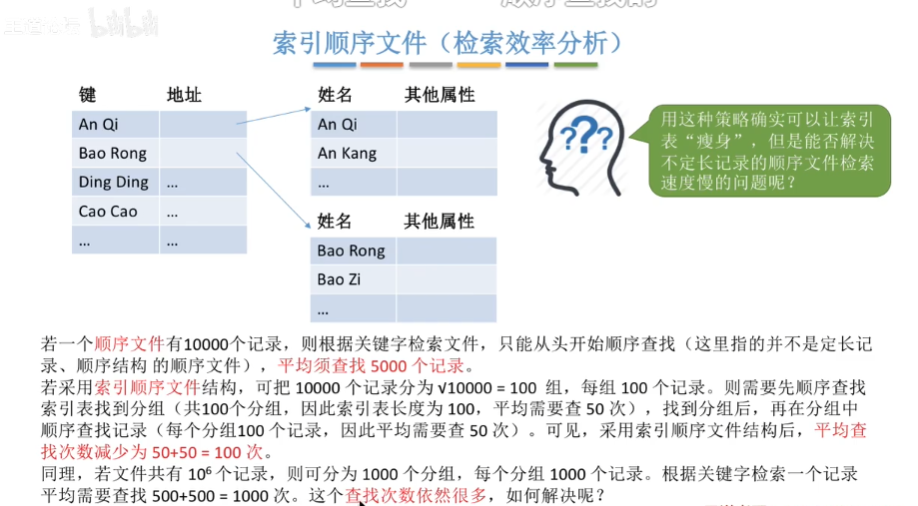 索引顺序文件（检索效率分析）
键 地址
An Qi
Bao Rong
Ding Ding …
Cao Cao …
… …
姓名 其他属性
An Qi
An Kang
…
姓名 其他属性
Bao Rong
Bao Zi
…
???
用这种策略确实可以让索引
表“瘦身”，但是能否解决
不定长记录的顺序文件检索
速度慢的问题呢？
若一个顺序文件有10000个记录，则根据关键字检索文件，只能从头开始顺序查找（这里指的并不是定长记
录、顺序结构 的顺序文件），平均须查找 5000 个记录。
若采用索引顺序文件结构，可把 10000 个记录分为 √10000 = 100 组，每组 100 个记录。则需要先顺序查找
索引表找到分组（共100个分组，因此索引表长度为 100，平均需要查 50 次），找到分组后，再在分组中
顺序查找记录（每个分组100 个记录，因此平均需要查 50 次）。可见，采用索引顺序文件结构后，平均查
找次数减少为 50+50 = 100 次。
同理，若文件共有 10⁶ 个记录，则可分为 1000 个分组，每个分组 1000 个记录。根据关键字检索一个记录
平均需要查找 500+500 = 1000 次。这个查找次数依然很多，如何解决呢？